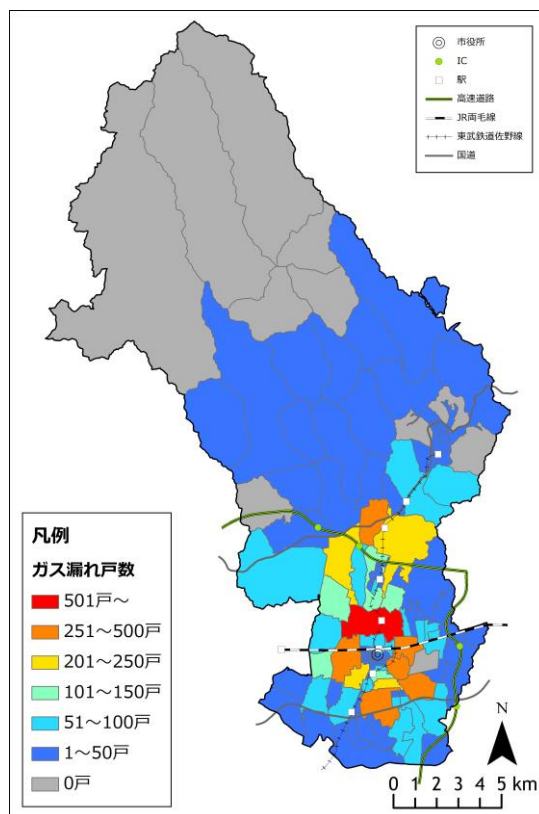 市役所
IC
駅
高速道路
JR両毛線
東武鉄道佐野線
国道
凡例
ガス漏れ戸数
501戸～
251～500戸
201～250戸
101～150戸
51～100戸
1～50戸
0戸
N
0 1 2 3 4 5 km